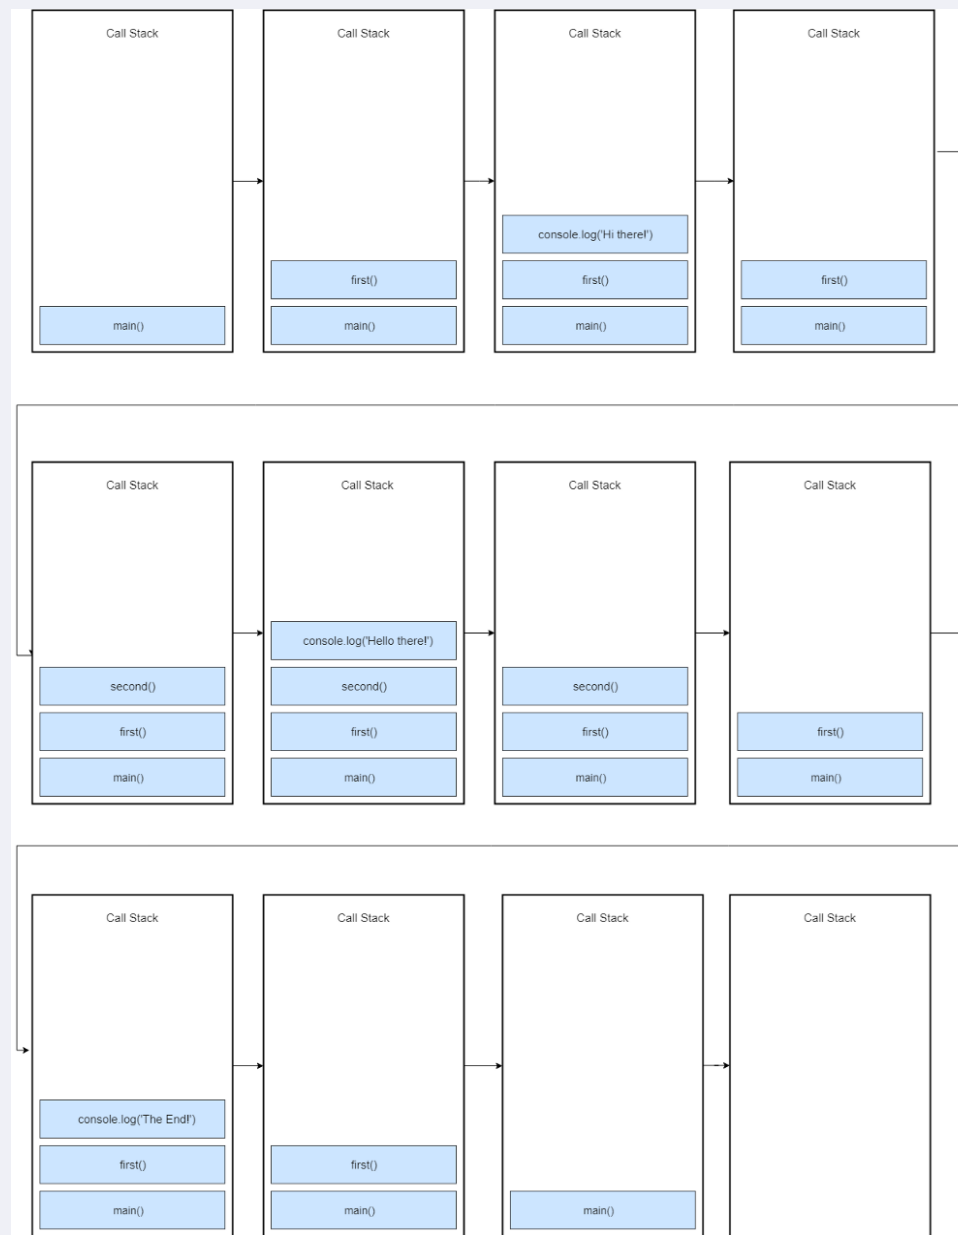 Call Stack
main()
Call Stack
first()
main()
Call Stack
console.log('Hi there!')
first()
main()
Call Stack
first()
main()
Call Stack
second()
first()
main()
Call Stack
console.log('Hello there!')
second()
first()
main()
Call Stack
second()
first()
main()
Call Stack
first()
main()
Call Stack
console.log('The End!')
first()
main()
Call Stack
first()
main()
Call Stack
main()
Call Stack